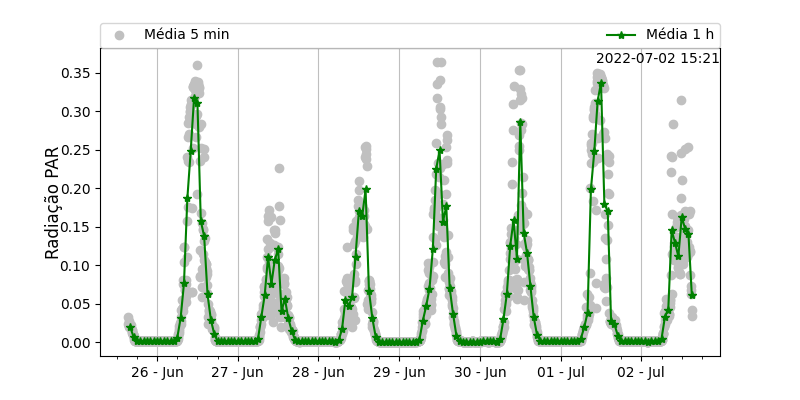 Média 5 min
Média 1 h
2022-07-02 15:21
Radiação PAR
0.35
0.30
0.25
0.20
0.15
0.10
0.05
0.00
26 - Jun
27 - Jun
28 - Jun
29 - Jun
30 - Jun
01 - Jul
02 - Jul